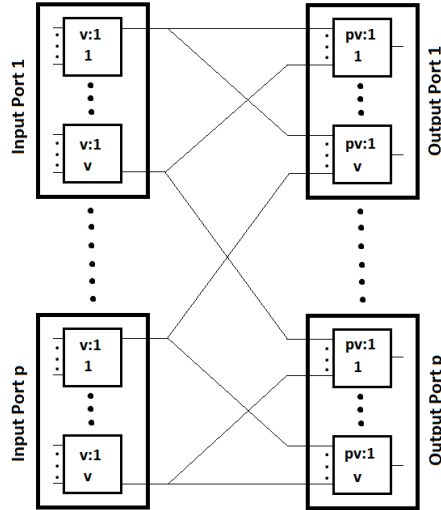 Input Port 1
v:1
1
v:1
v
Output Port 1
pv:1
1
pv:1
v
Input Port p
v:1
1
v:1
v
Output Port p
pv:1
1
pv:1
v